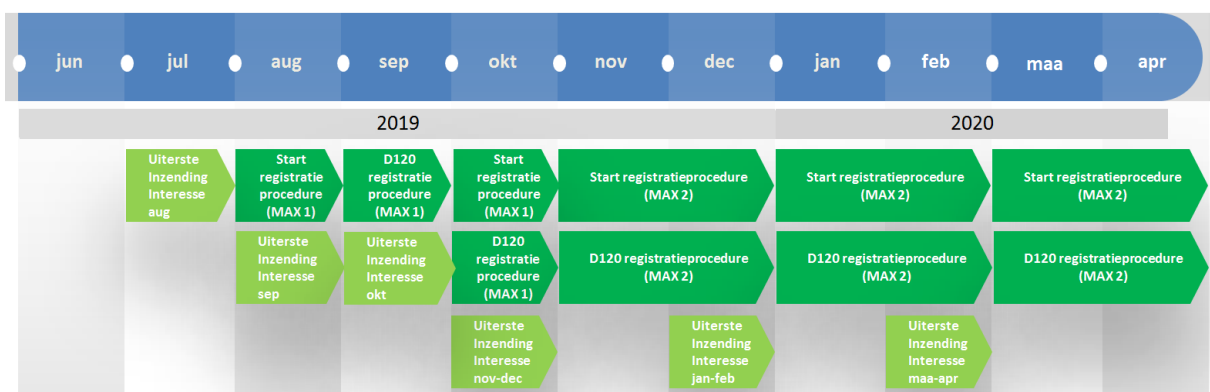 jun jul aug sep okt nov dec jan feb maa apr
2019 2020
Uiterste
Inzending
Interesse
aug
Start
registratie
procedure
(MAX 1)
D120
registratie
procedure
(MAX 1)
Start
registratie
procedure
(MAX 1)
Start registratieprocedure
(MAX 2)
Start registratieprocedure
(MAX 2)
Start registratieprocedure
(MAX 2)
Uiterste
Inzending
Interesse
sep
Uiterste
Inzending
Interesse
okt
D120
registratie
procedure
(MAX 1)
D120 registratieprocedure
(MAX 2)
D120 registratieprocedure
(MAX 2)
D120 registratieprocedure
(MAX 2)
Uiterste
Inzending
Interesse
nov-dec
Uiterste
Inzending
Interesse
jan-feb
Uiterste
Inzending
Interesse
maa-apr